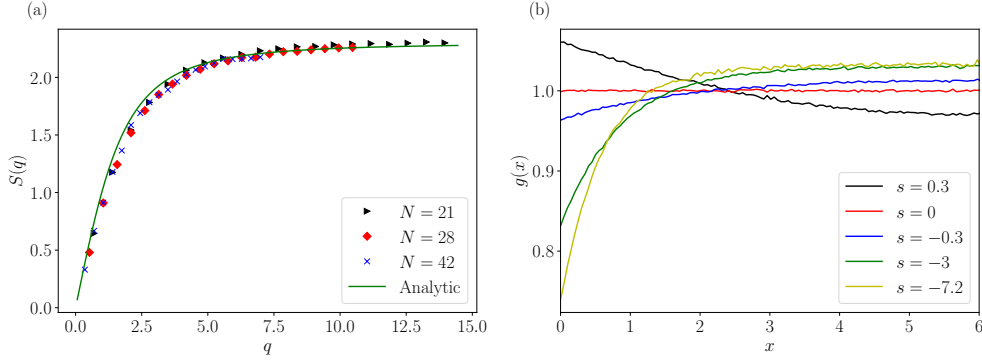 (a)
S(q)
2.0
1.5
1.0
0.5
0.0
0.0 2.5 5.0 7.5 10.0 12.5 15.0
q
N = 21
N = 28
N = 42
Analytic
(b)
g(x)
1.0
0.9
0.8
0 1 2 3 4 5 6
x
s = 0.3
s = 0
s = −0.3
s = −3
s = −7.2